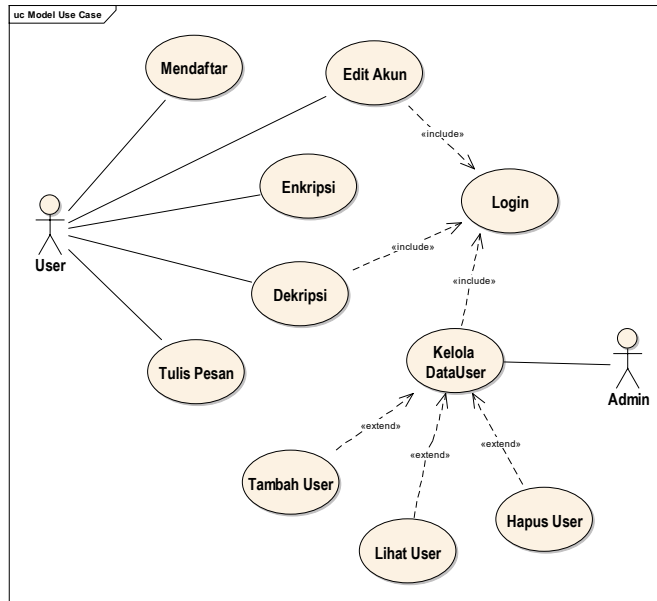 uc Model Use Case
Mendaftar
Edit Akun
«include»
Enkripsi
Login
User
«include»
Dekripsi
«include»
Tulis Pesan
Kelola
DataUser
Admin
«extend»
«extend»
«extend»
Tambah User
Lihat User
Hapus User